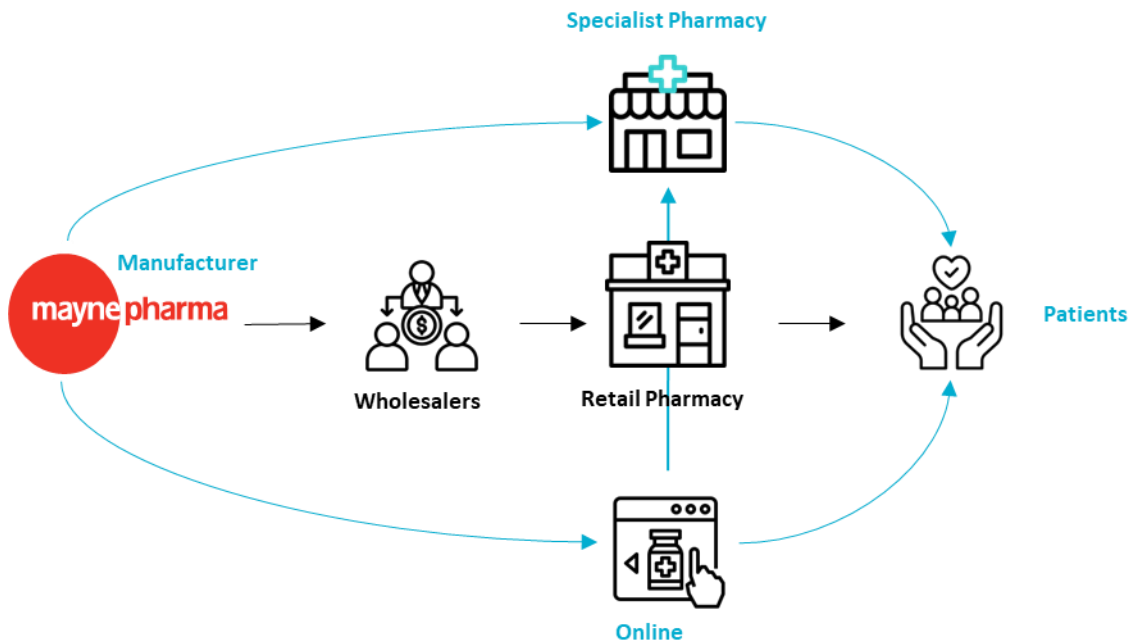 Specialist Pharmacy
Manufacturer
maynepharma
$
Wholesalers
Retail Pharmacy
Patients
Online